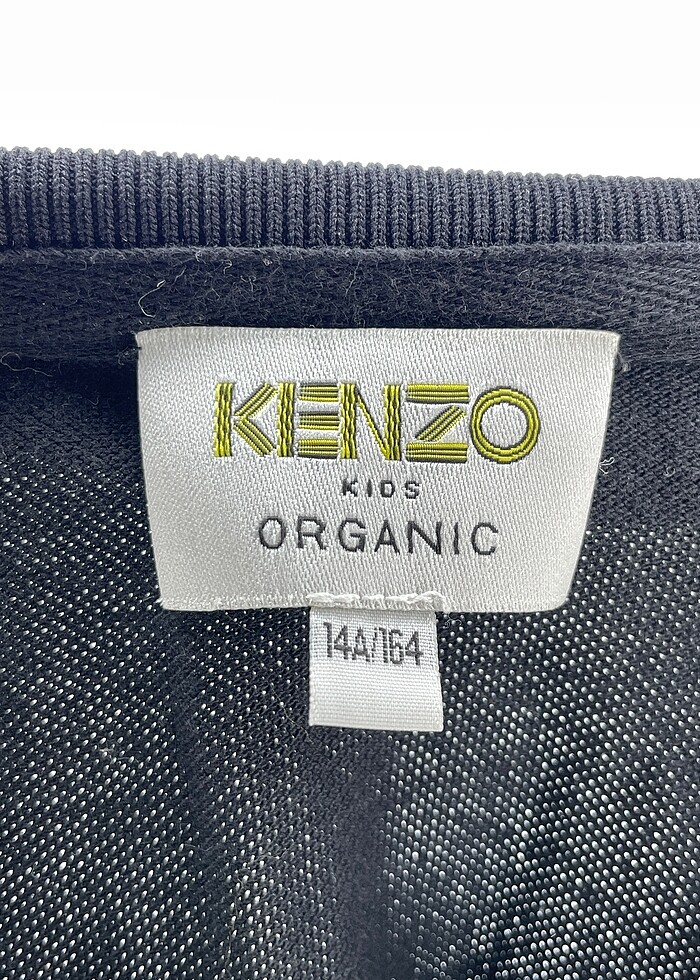 KENZO
KIDS
ORGANIC
14A/164